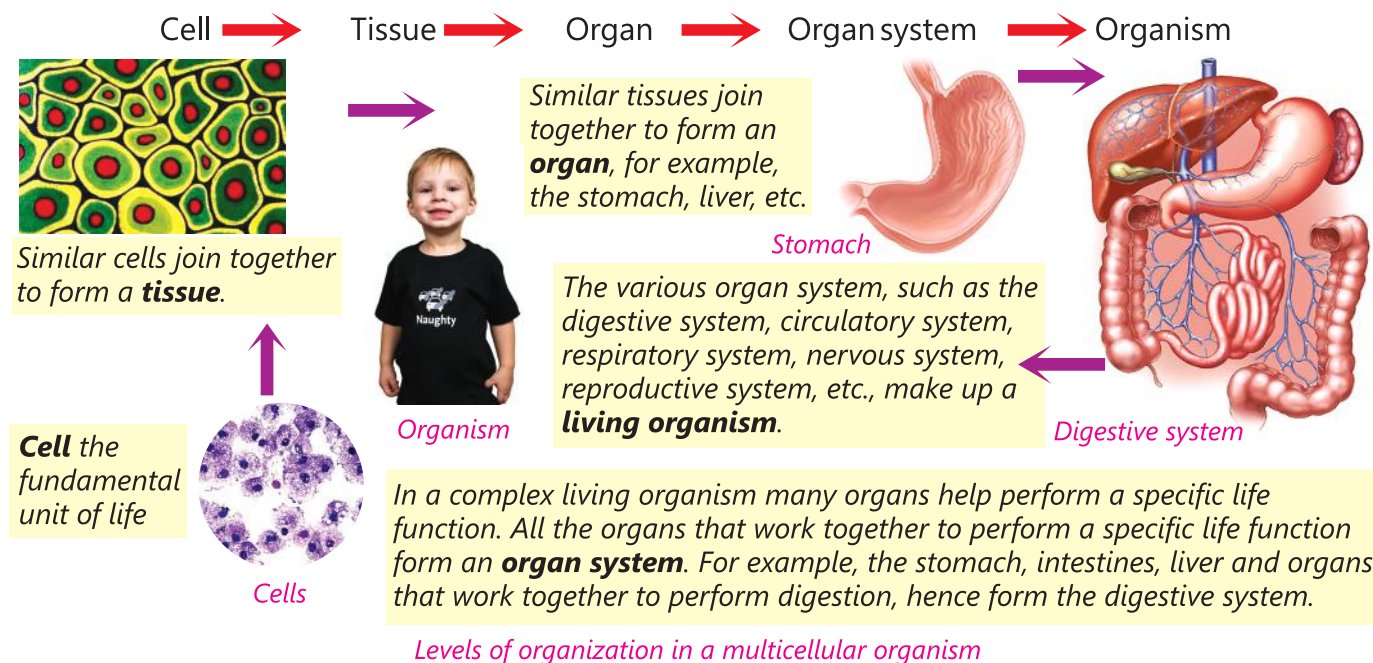 Cell Tissue Organ Organ system Organism
Similar cells join together
to form a tissue.
Cell the
fundamental
unit of life
Cells
Naughty
Organism
Similar tissues join
together to form an
organ, for example,
the stomach, liver, etc.
Stomach
The various organ system, such as the
digestive system, circulatory system,
respiratory system, nervous system,
reproductive system, etc., make up a
living organism.
Digestive system
In a complex living organism many organs help perform a specific life
function. All the organs that work together to perform a specific life function
form an organ system. For example, the stomach, intestines, liver and organs
that work together to perform digestion, hence form the digestive system.
Levels of organization in a multicellular organism